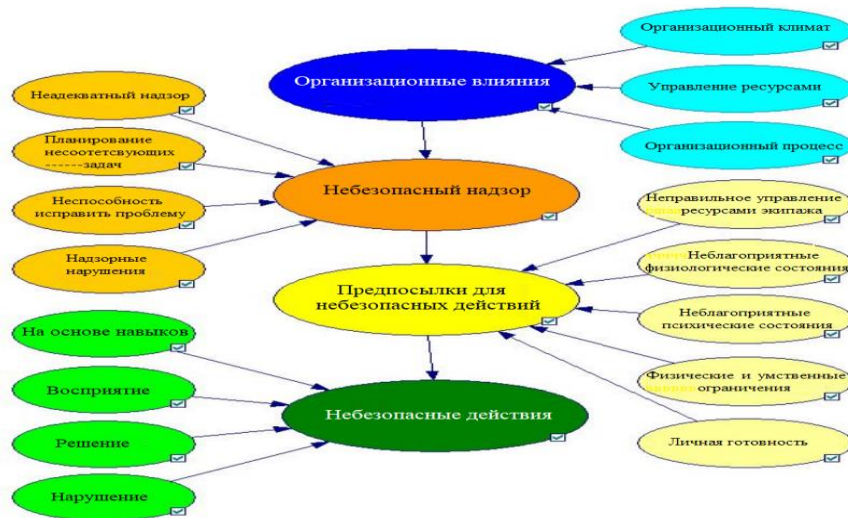 Организационный климат
Организационные влияния
Управление ресурсами
Организационный процесс
Неадекватный надзор
Планирование
несоотетсвующих
------задач
Неспособность
исправить проблему
Надзорные
нарушения
Небезопасный надзор
Неправильное управление
ресурсами экипажа
Неблагоприятные
физиологические состояния
Предпосылки для
небезопасных действий
Неблагоприятные
психические состояния
Физические и умственные
ограничения
Личная готовность
На основе навыков
Восприятие
Решение
Нарушение
Небезопасные действия